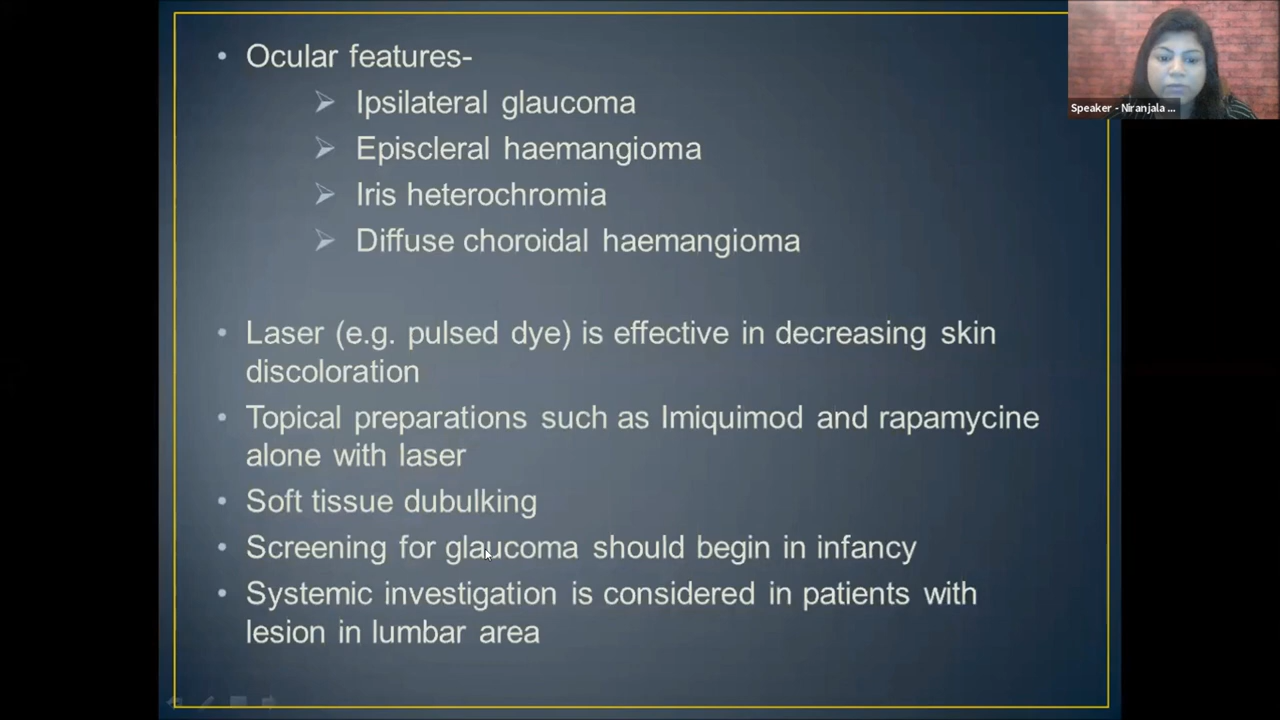 • Ocular features-
➢ Ipsilateral glaucoma
➢ Episcleral haemangioma
➢ Iris heterochromia
➢ Diffuse choroidal haemangioma
• Laser (e.g. pulsed dye) is effective in decreasing skin
discoloration
• Topical preparations such as Imiquimod and rapamycine
alone with laser
• Soft tissue dubulking
• Screening for glaucoma should begin in infancy
• Systemic investigation is considered in patients with
lesion in lumbar area
Speaker - Niranjala ...